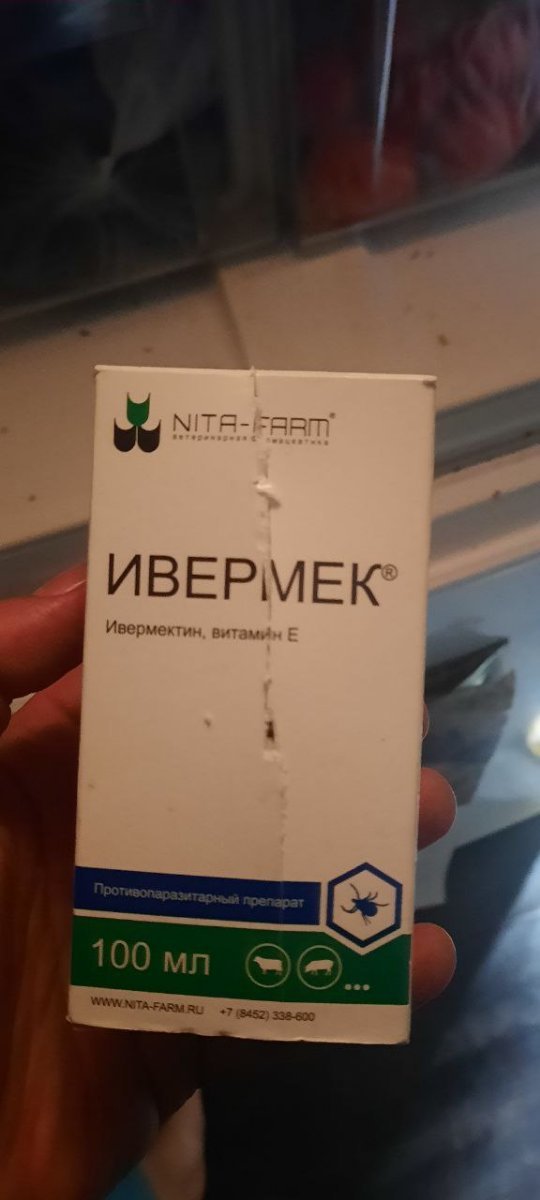 NITA-FARM®
ветеринарная фармацевтика
ИВЕРМЕК®
Ивермектин, витамин Е
Противопаразитарный препарат
100 мл
WWW.NITA-FARM.RU +7 (8452) 338-600